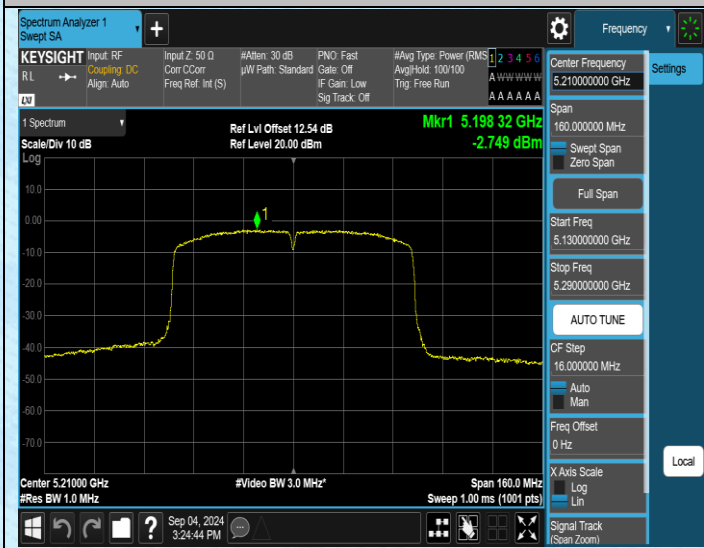 Spectrum Analyzer 1
Swept SA
+
Frequency
KEYSIGHT
R L
LXI
Input: RF
Coupling: DC
Align: Auto
Input Z: 50 Ω
Corr CCorr
Freq Ref: Int (S)
#Atten: 30 dB
µW Path: Standard
PNO: Fast
Gate: Off
IF Gain: Low
Sig Track: Off
#Avg Type: Power (RMS
Avg|Hold: 100/100
Trig: Free Run
1 2 3 4 5 6
A W W W W W
A A A A A A
1 Spectrum
Scale/Div 10 dB
Log
Ref Lvl Offset 12.54 dB
Ref Level 20.00 dBm
Mkr1 5.198 32 GHz
-2.749 dBm
1
10.0
0.00
-10.0
-20.0
-30.0
-40.0
-50.0
-60.0
-70.0
Center 5.21000 GHz
#Res BW 1.0 MHz
#Video BW 3.0 MHz*
Span 160.0 MHz
Sweep 1.00 ms (1001 pts)
Center Frequency
5.210000000 GHz
Settings
Span
160.000000 MHz
Swept Span
Zero Span
Full Span
Start Freq
5.130000000 GHz
Stop Freq
5.290000000 GHz
AUTO TUNE
CF Step
16.000000 MHz
Auto
Man
Freq Offset
0 Hz
X Axis Scale
Log
Lin
Local
Signal Track
(Span Zoom)
?
Sep 04, 2024
3:24:44 PM